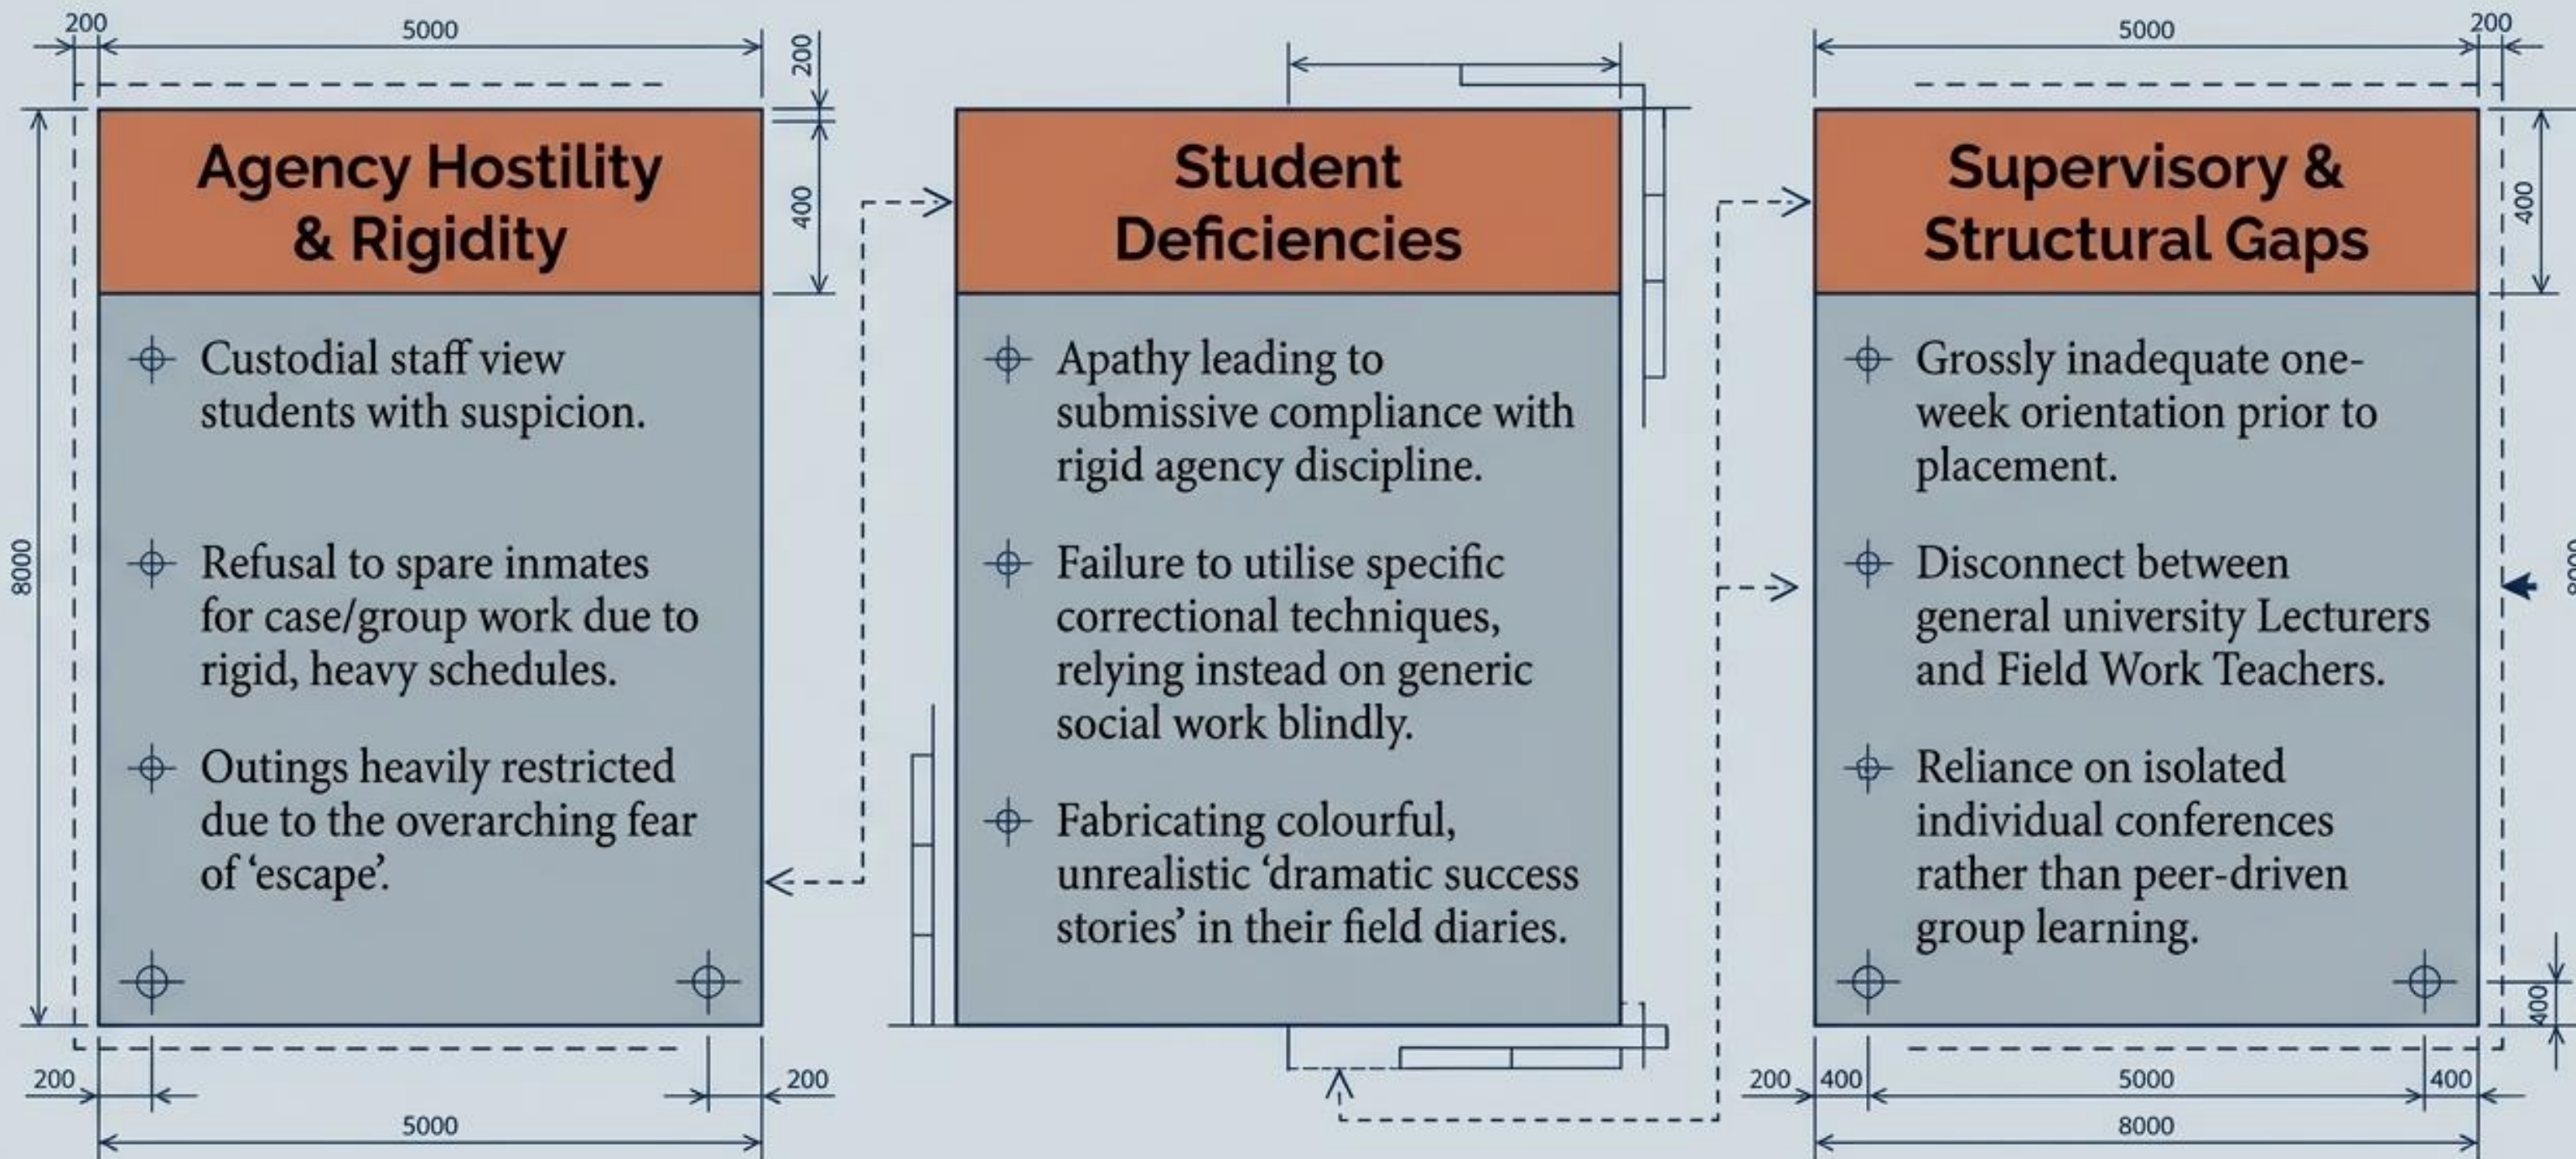 200
5000
200
400
8000
Agency Hostility
& Rigidity
Custodial staff view
students with suspicion.
Refusal to spare inmates
for case/group work due to
rigid, heavy schedules.
Outings heavily restricted
due to the overarching fear
of ‘escape’.
200
200
5000
Student
Deficiencies
Apathy leading to
submissive compliance with
rigid agency discipline.
Failure to utilise specific
correctional techniques,
relying instead on generic
social work blindly.
Fabricating colourful,
unrealistic ‘dramatic success
stories’ in their field diaries.
5000
200
400
Supervisory &
Structural Gaps
Grossly inadequate one-
week orientation prior to
placement.
Disconnect between
general university Lecturers
and Field Work Teachers.
Reliance on isolated
individual conferences
rather than peer-driven
group learning.
400
200
400
5000
400
8000